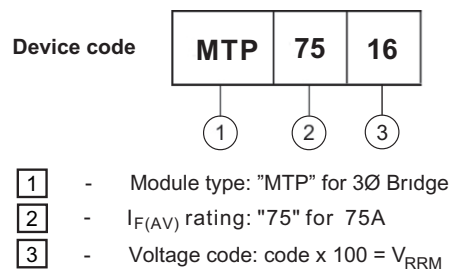 Device code MTP 75 16
1 2 3
1 - Module type: ”MTP” for 3Ø Bridge
2 - IF(AV) rating: "75" for 75A
3 - Voltage code: code x 100 = VRRM